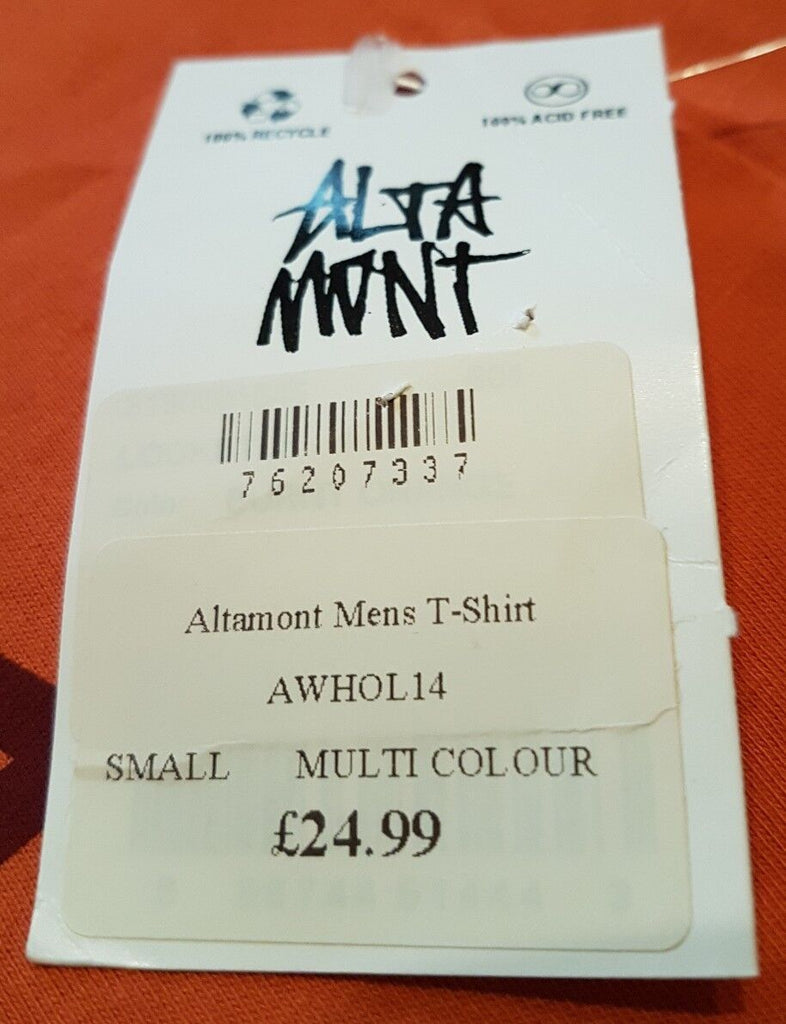 100% RECYCLE
100% ACID FREE
ALTA
MONT
76207337
Altamont Mens T-Shirt
AWHOL14
SMALL MULTI COLOUR
£24.99